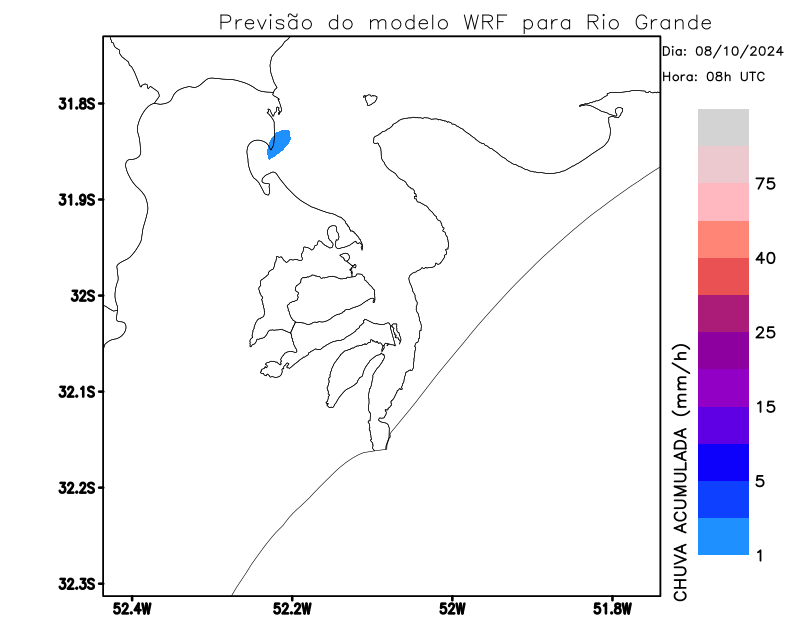 Previsão do modelo WRF para Rio Grande
Dia: 08/10/2024
Hora: 08h UTC
31.8S
31.9S
32S
32.1S
32.2S
32.3S
52.4W
52.2W
52W
51.8W
CHUVA ACUMULADA (mm/h)
75
40
25
15
5
1